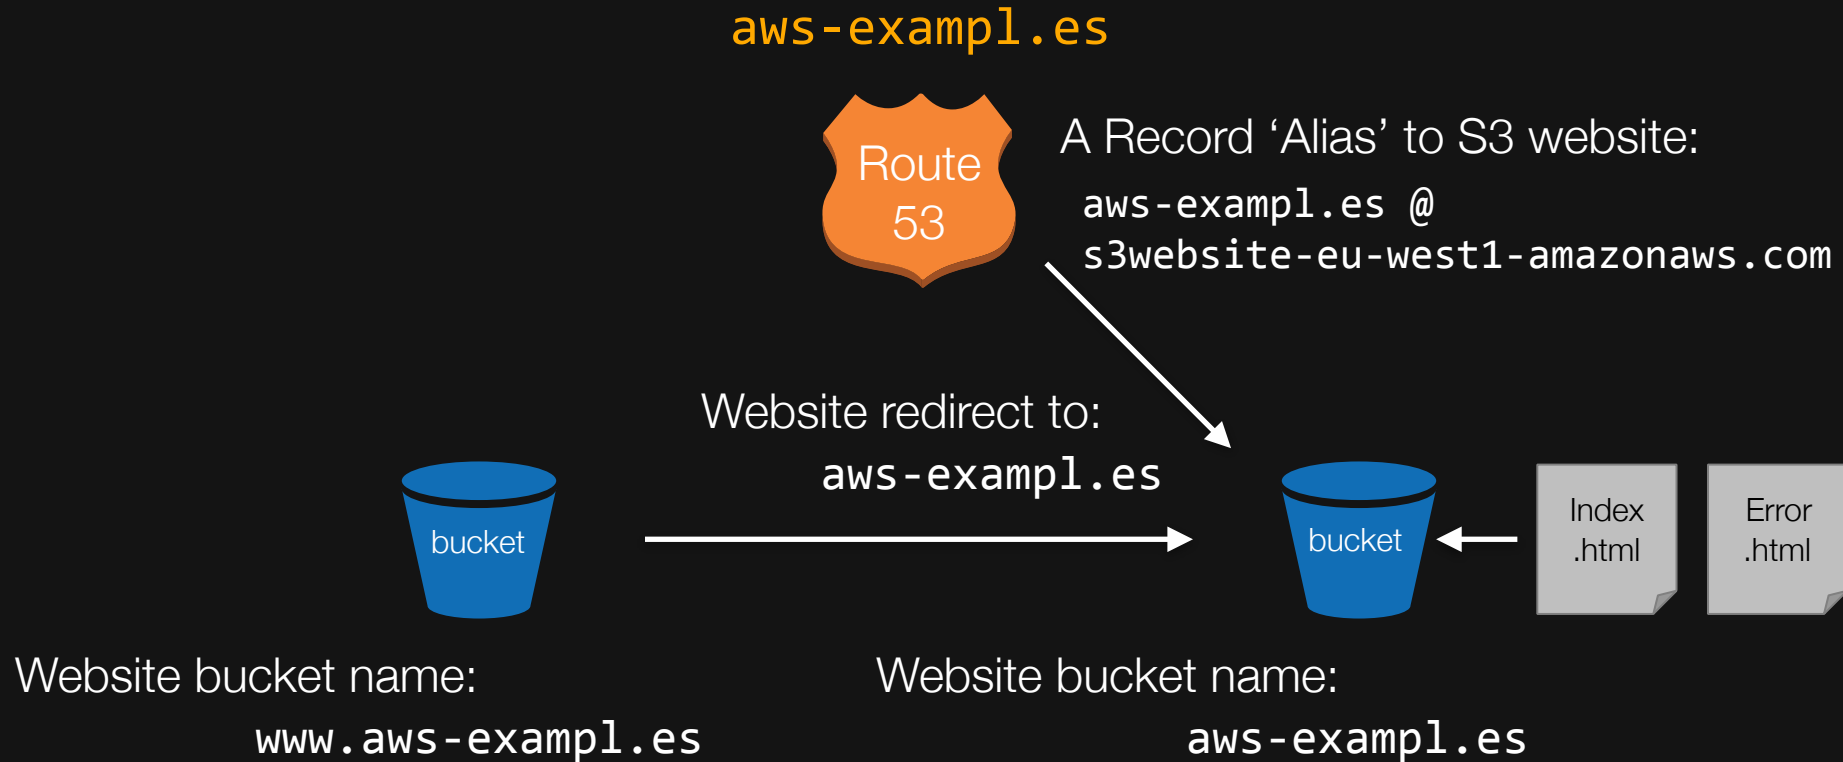 aws-exampl.es
Route
53
A Record ‘Alias’ to S3 website:
aws-exampl.es @
s3website-eu-west1-amazonaws.com
Website redirect to:
aws-exampl.es
bucket
bucket
Index
.html
Error
.html
Website bucket name:
www.aws-exampl.es
Website bucket name:
aws-exampl.es